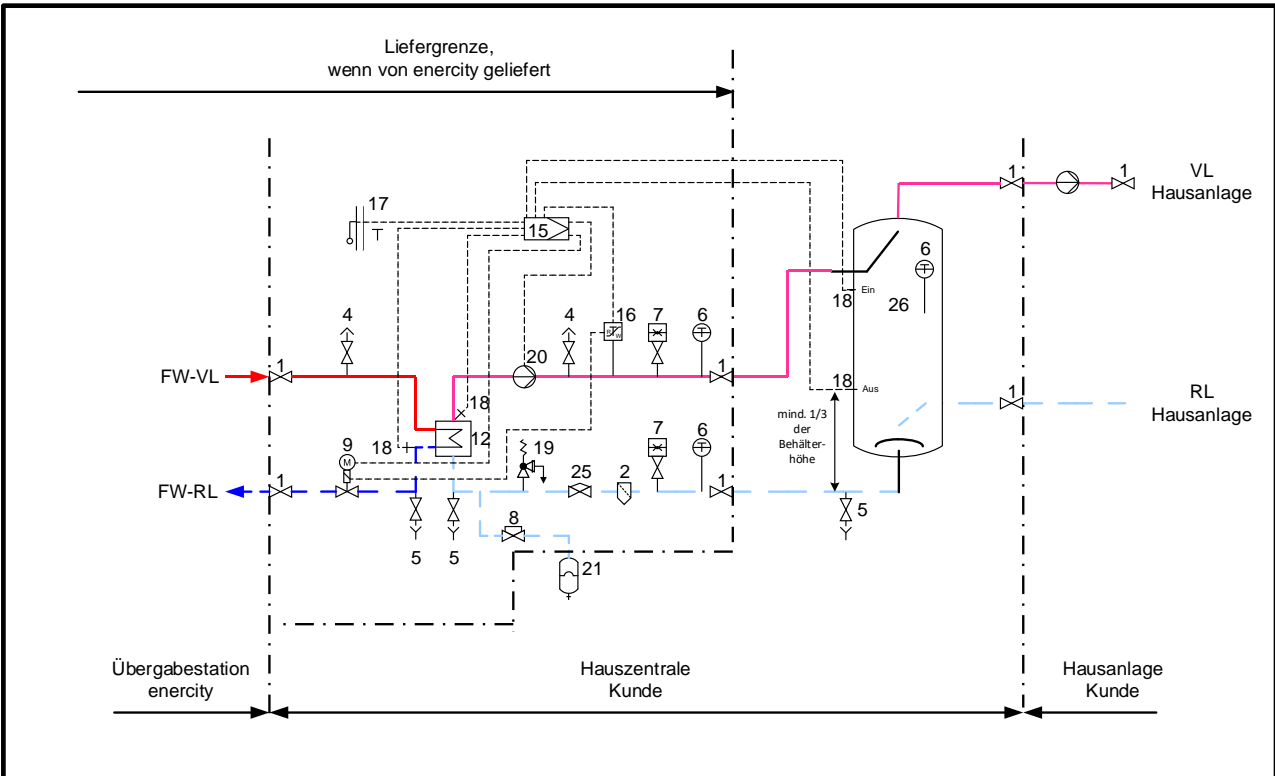 Liefergrenze,
wenn von enercity geliefert
1
1
VL
Hausanlage
17
15
6
Ein
18
26
4
4
16
7
6
20
1
FW-VL
1
18
Aus
1
RL
Hausanlage
18
12
mind. 1/3
der
Behälter-
höhe
18
9
M
19
7
6
25
2
1
FW-RL
1
8
5
5
5
21
Übergabestation
enercity
Hauszentrale
Kunde
Hausanlage
Kunde